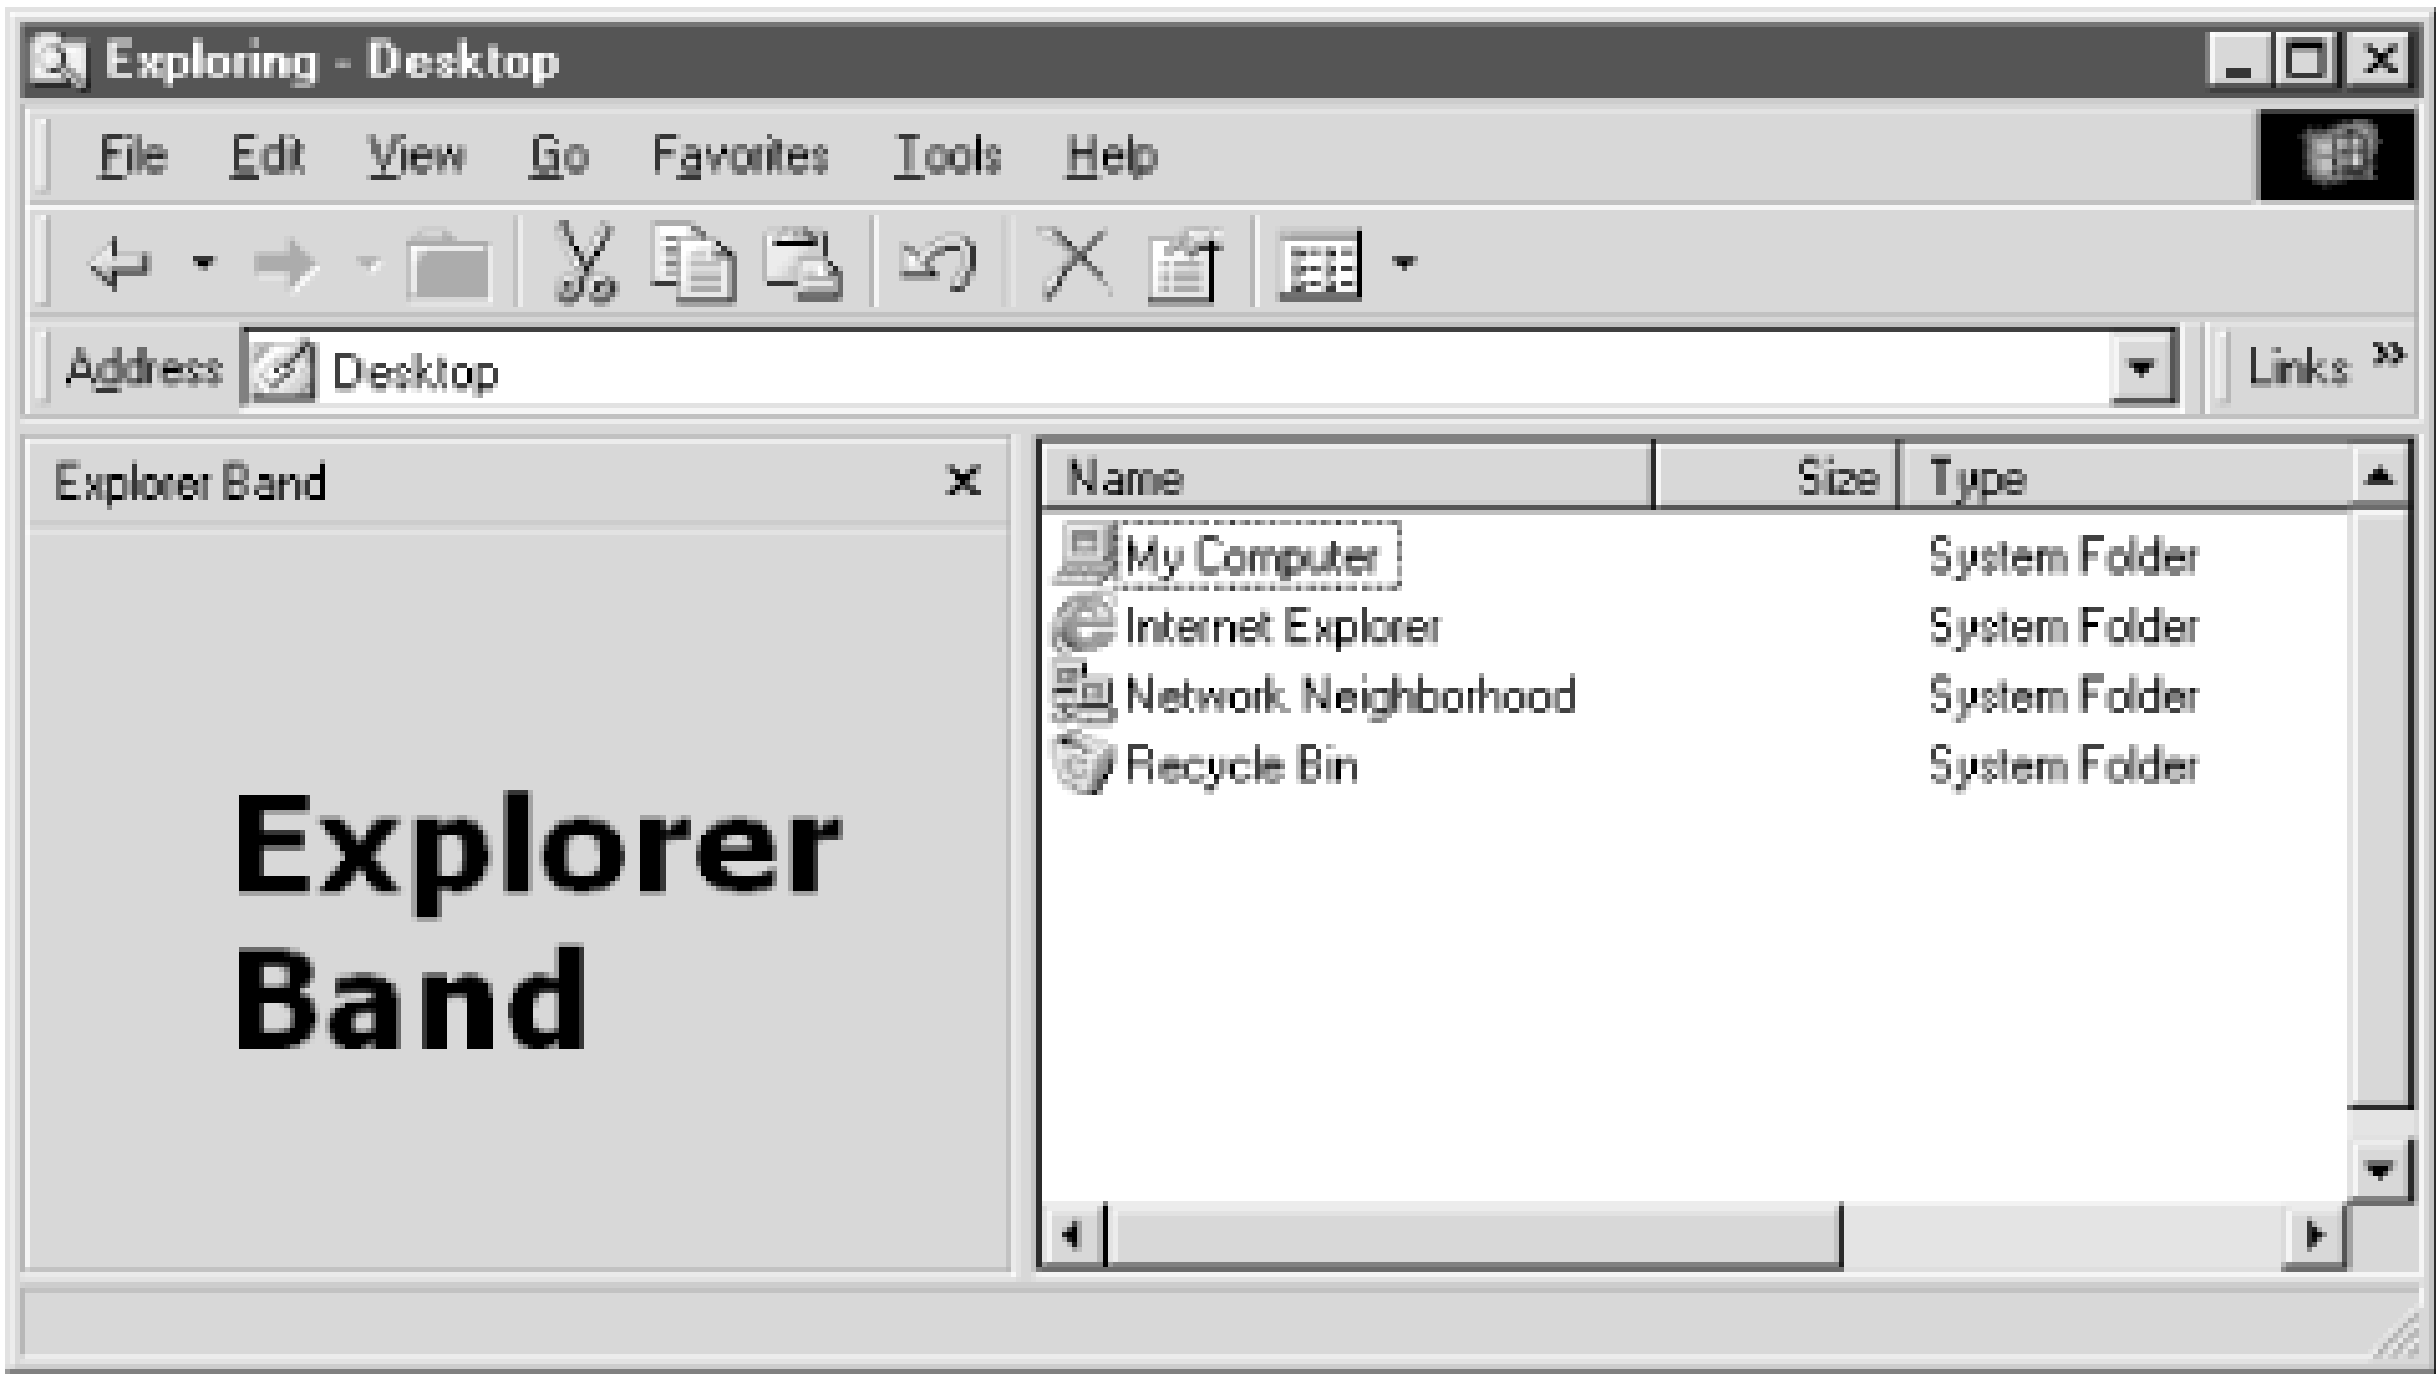 Exploring - Desktop
File Edit View Go Favorites Tools Help
Address Desktop Links »
Explorer Band
Name Size Type
My Computer System Folder
Internet Explorer System Folder
Network Neighborhood System Folder
Recycle Bin System Folder
Explorer
Band